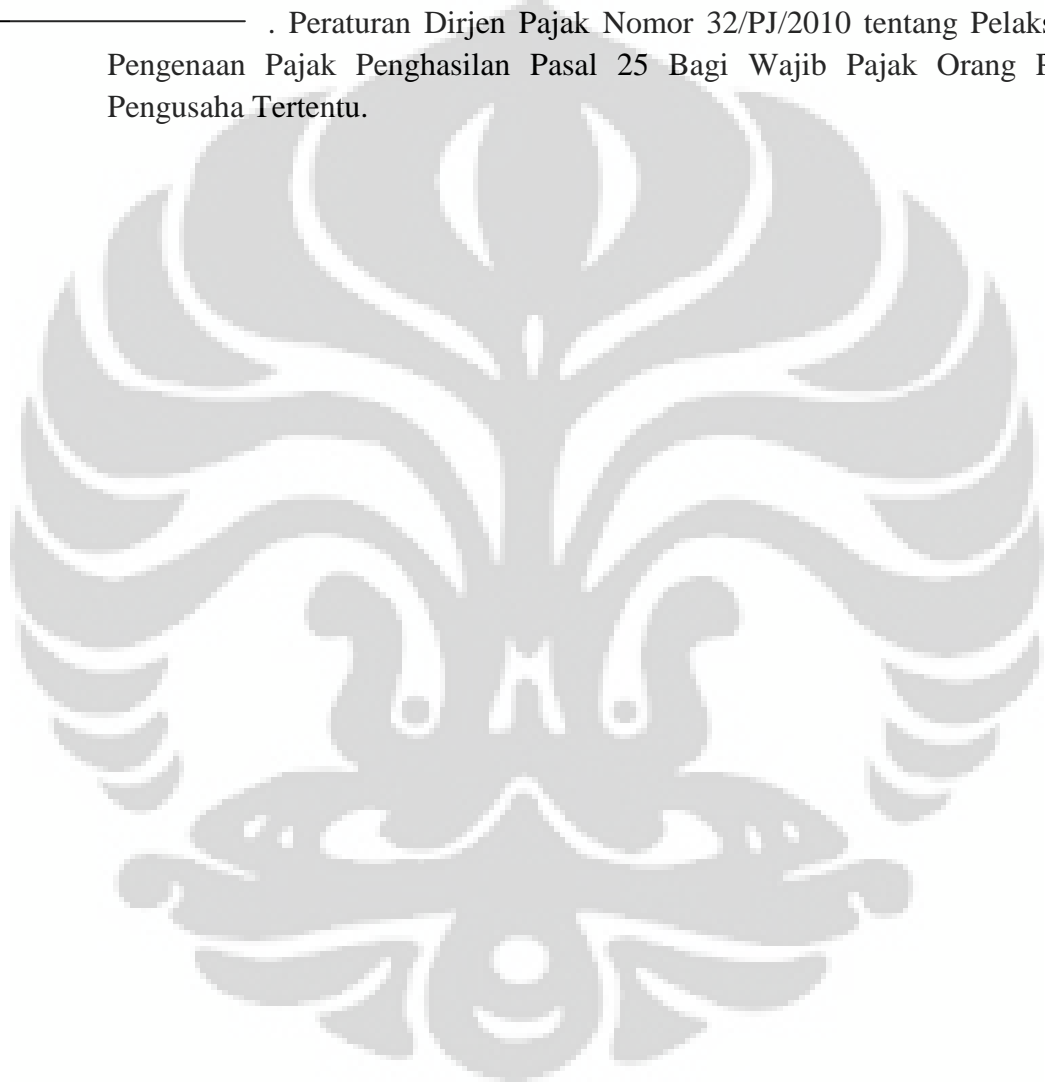 . Peraturan Dirjen Pajak Nomor 32/PJ/2010 tentang
Pengenaan Pajak Penghasilan Pasal 25 Bagi Wajib Pajak Orang
Pengusaha Tertentu.